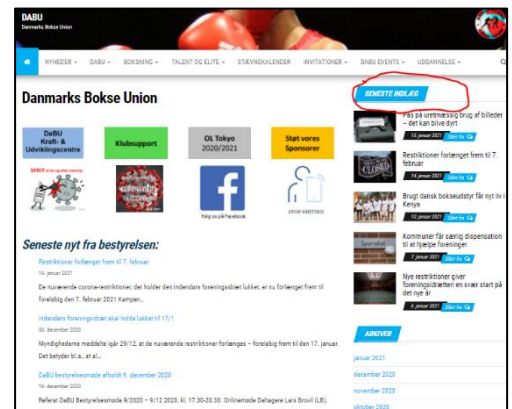 DABU
Danmarks Bokse Union
NYHEDER
DABU
BOKSNING
TALENT OG ELITE
STÆVNEKALENDER
INVITATIONER
DABU EVENTS
UDDANNELSE
Danmarks Bokse Union
DaBU
Kraft- &
Udviklingscentre
Klubsupport
OL Tokyo
2020/2021
Støt vores
Sponsorer
SPRIT
CORONAVIRUS
Følg os på Facebook
STOP SMITTEN
Seneste nyt fra bestyrelsen:
Restriktioner forlænget frem til 7. februar
14. januar 2021
De nuværende corona-restriktioner, der holder den indendørs foreningsidræt lukket, er nu forlænget frem til
foreløbig den 7. februar 2021 Kampen...
Indendørs foreningsidræt skal holde lukket til 17/1
30. december 2020
Myndighederne meddelte igår 29/12, at de nuværende restriktioner forlænges – foreløbig frem til den 17. januar.
Det betyder bl.a., at al...
DaBU bestyrelsesmøde afholdt 9. december 2020
15. december 2020
Referat DaBU Bestyrelsesmøde 9/2020 – 9/12 2020, kl. 17.30-20.30. Onlinemøde Deltagere Lars Brovil (LB),
SENESTE INDLÆG
Pas på uretmæssig brug af billeder
– det kan blive dyrt
15. januar 2021
Restriktioner forlænget frem til 7.
februar
14. januar 2021
CLOSED
Brugt dansk bokseudstyr får nyt liv i
Kenya
10. januar 2021
Kommuner får særlig dispensation
til at hjælpe foreninger
7. januar 2021
Nye restriktioner giver
foreningsidrætten en svær start på
det nye år
6. januar 2021
ARKIVER
januar 2021
december 2020
november 2020
oktober 2020